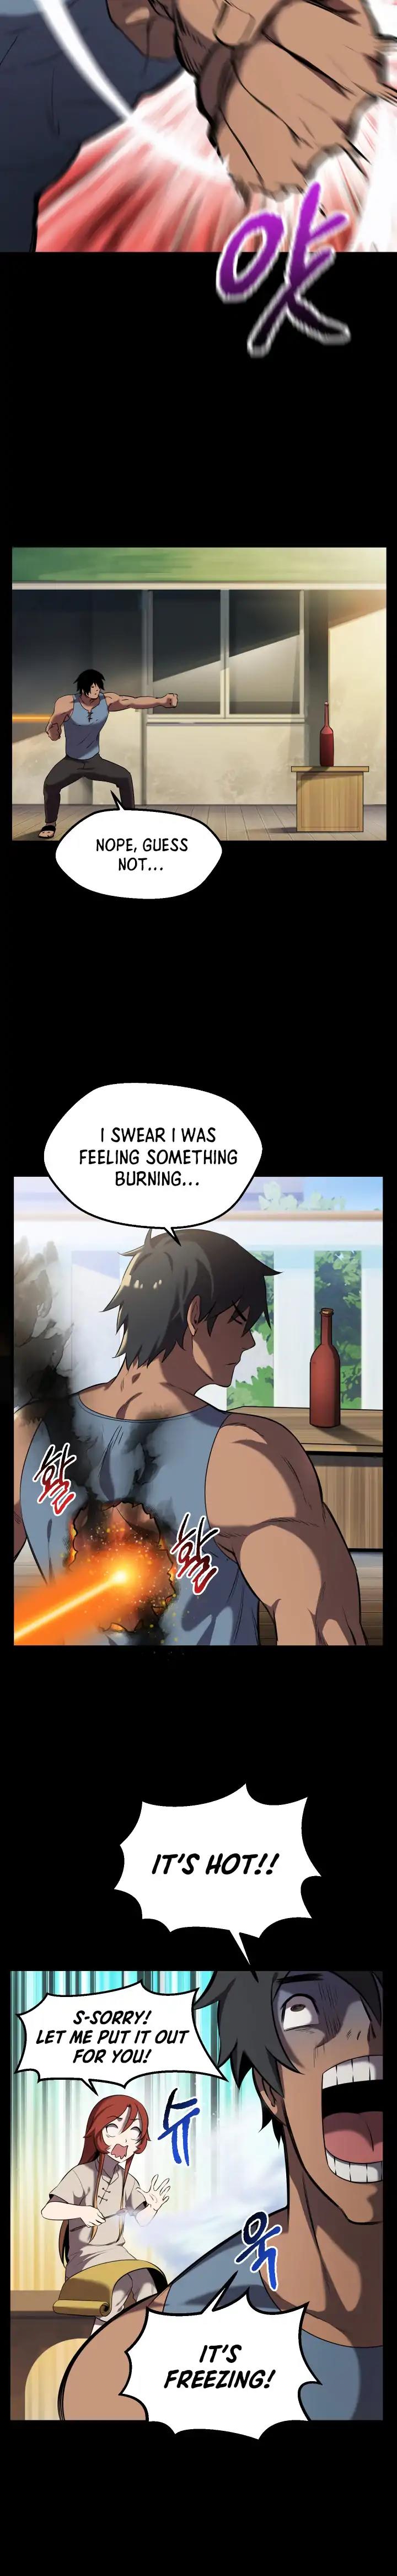 NOPE, GUESS
NOT...
I SWEAR I WAS
FEELING SOMETHING
BURNING...
활
활
IT'S HOT!!
S-SORRY!
LET ME PUT IT OUT
FOR YOU!
슈
욱
IT'S
FREEZING!